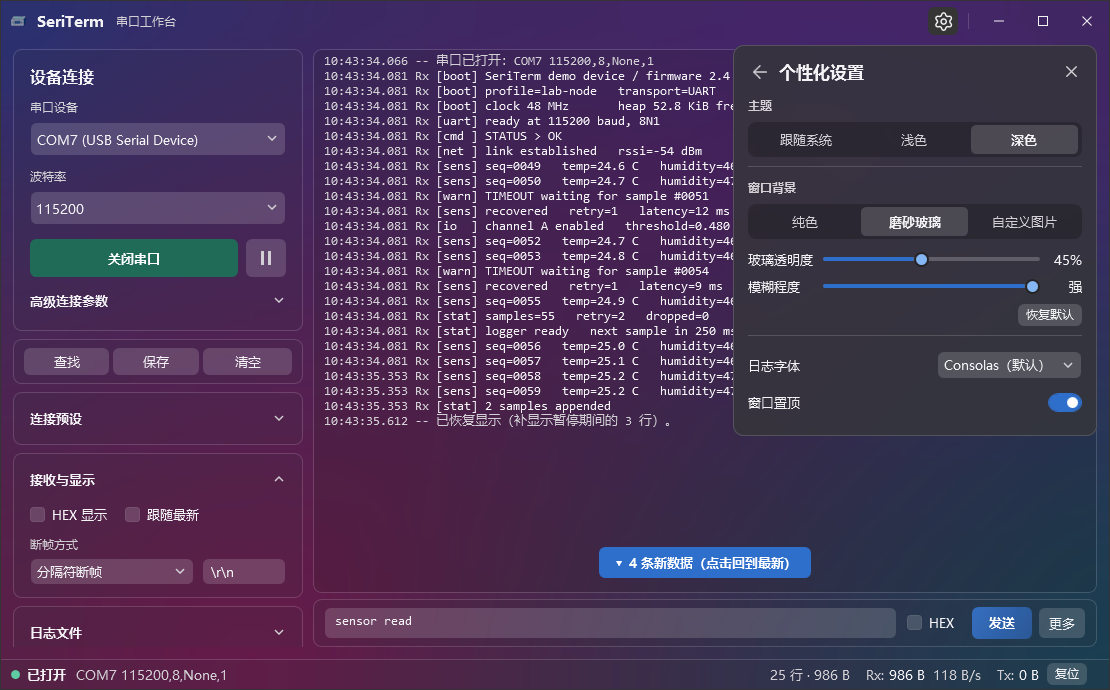 SeriTerm 串口工作台
设备连接
串口设备
COM7 (USB Serial Device)
波特率
115200
关闭串口
高级连接参数
查找 保存 清空
连接预设
接收与显示
HEX 显示 跟随最新
断帧方式
分隔符断帧 \r\n
日志文件
10:43:34.066 -- 串口已打开: COM7 115200,8,None,1
10:43:34.081 Rx [boot] SeriTerm demo device / firmware 2.4
10:43:34.081 Rx [boot] profile=lab-node transport=UART
10:43:34.081 Rx [boot] clock 48 MHz heap 52.8 KiB fre
10:43:34.081 Rx [uart] ready at 115200 baud, 8N1
10:43:34.081 Rx [cmd ] STATUS > OK
10:43:34.081 Rx [net ] link established rssi=-54 dBm
10:43:34.081 Rx [sens] seq=0049 temp=24.6 C humidity=46
10:43:34.081 Rx [sens] seq=0050 temp=24.7 C humidity=47
10:43:34.081 Rx [warn] TIMEOUT waiting for sample #0051
10:43:34.081 Rx [sens] recovered retry=1 latency=12 ms
10:43:34.081 Rx [io  ] channel A enabled threshold=0.480
10:43:34.081 Rx [sens] seq=0052 temp=24.7 C humidity=46
10:43:34.081 Rx [sens] seq=0053 temp=24.8 C humidity=46
10:43:34.081 Rx [warn] TIMEOUT waiting for sample #0054
10:43:34.081 Rx [sens] recovered retry=1 latency=9 ms
10:43:34.081 Rx [sens] seq=0055 temp=24.9 C humidity=46
10:43:34.081 Rx [stat] samples=55 retry=2 dropped=0
10:43:34.081 Rx [stat] logger ready next sample in 250 ms
10:43:34.081 Rx [sens] seq=0056 temp=25.0 C humidity=46
10:43:34.081 Rx [sens] seq=0057 temp=25.1 C humidity=46
10:43:35.353 Rx [sens] seq=0058 temp=25.2 C humidity=47
10:43:35.353 Rx [sens] seq=0059 temp=25.2 C humidity=47
10:43:35.353 Rx [stat] 2 samples appended
10:43:35.612 -- 已恢复显示（补显示暂停期间的 3 行）。
▼ 4 条新数据（点击回到最新）
sensor read
HEX 发送 更多
个性化设置
主题
跟随系统 浅色 深色
窗口背景
纯色 磨砂玻璃 自定义图片
玻璃透明度 45%
模糊程度 强
恢复默认
日志字体 Consolas（默认）
窗口置顶
已打开 COM7 115200,8,None,1
25 行 · 986 B Rx: 986 B 118 B/s Tx: 0 B 复位